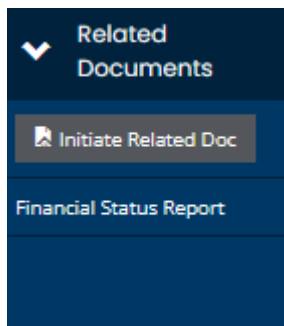 Related
Documents
Initiate Related Doc
Financial Status Report